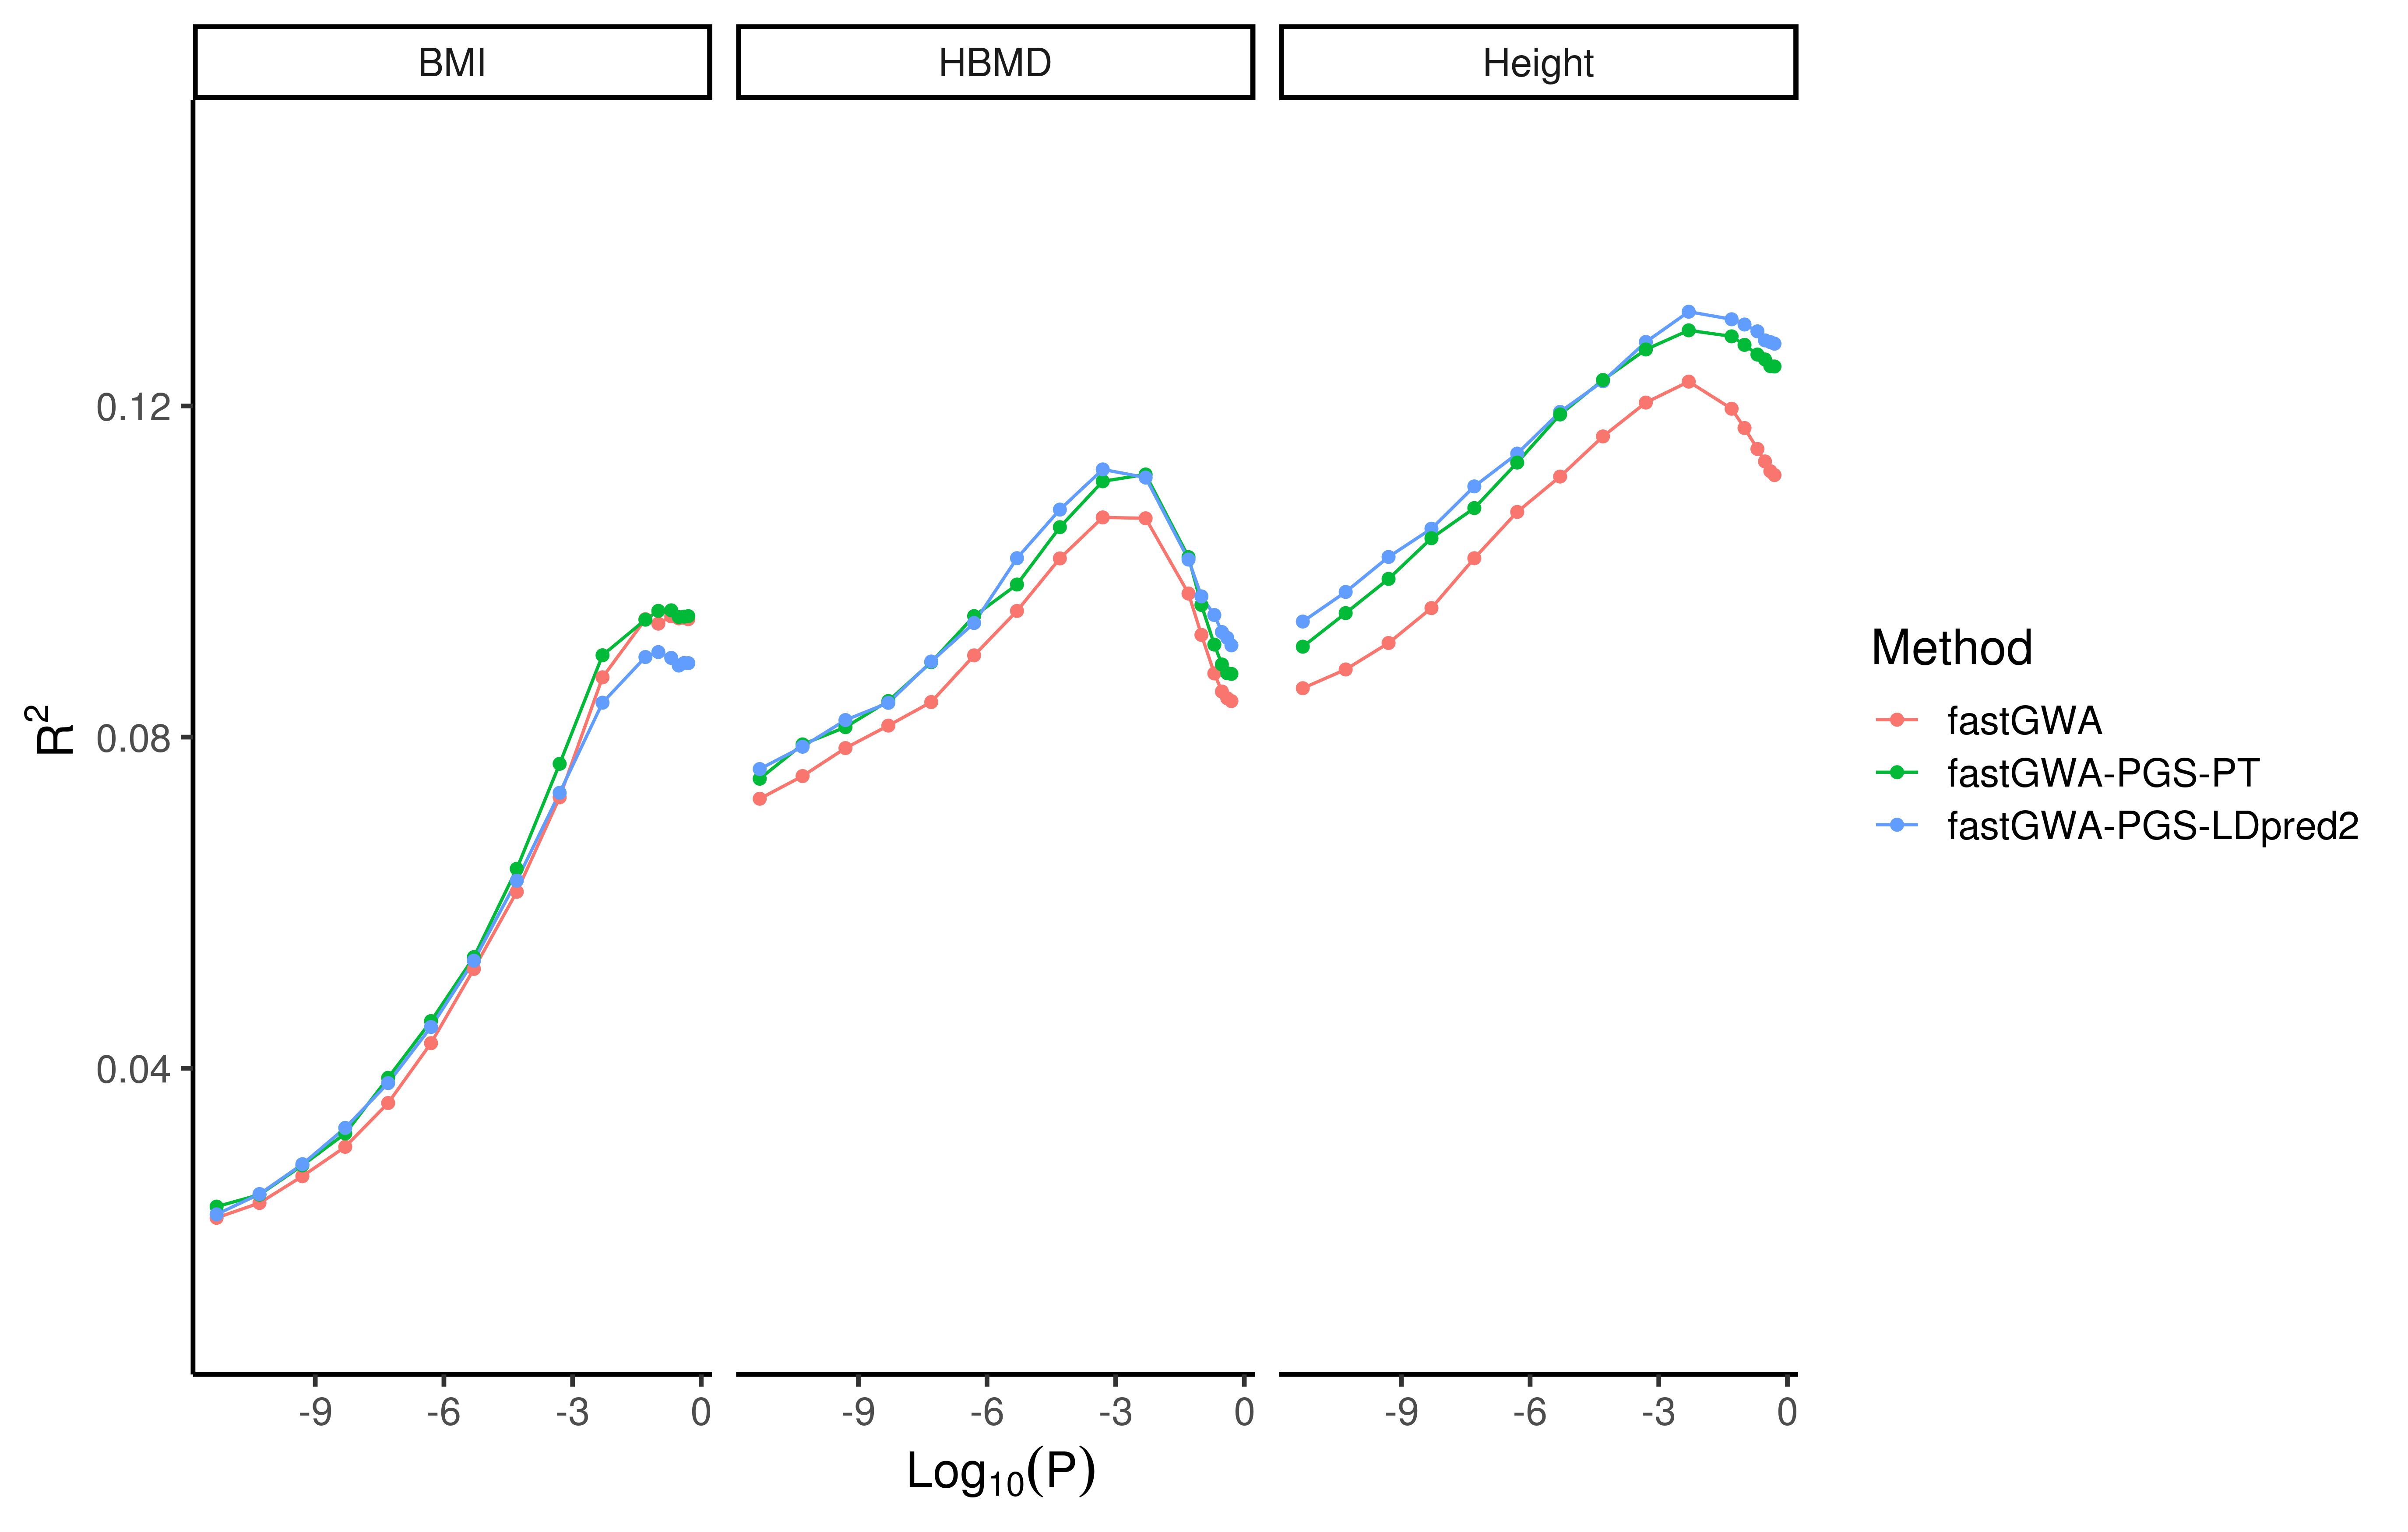 BMI HBMD Height
0.12
0.08
0.04
R²
-9 -6 -3 0 -9 -6 -3 0 -9 -6 -3 0
Log₁₀(P)
Method
fastGWA
fastGWA-PGS-PT
fastGWA-PGS-LDpred2